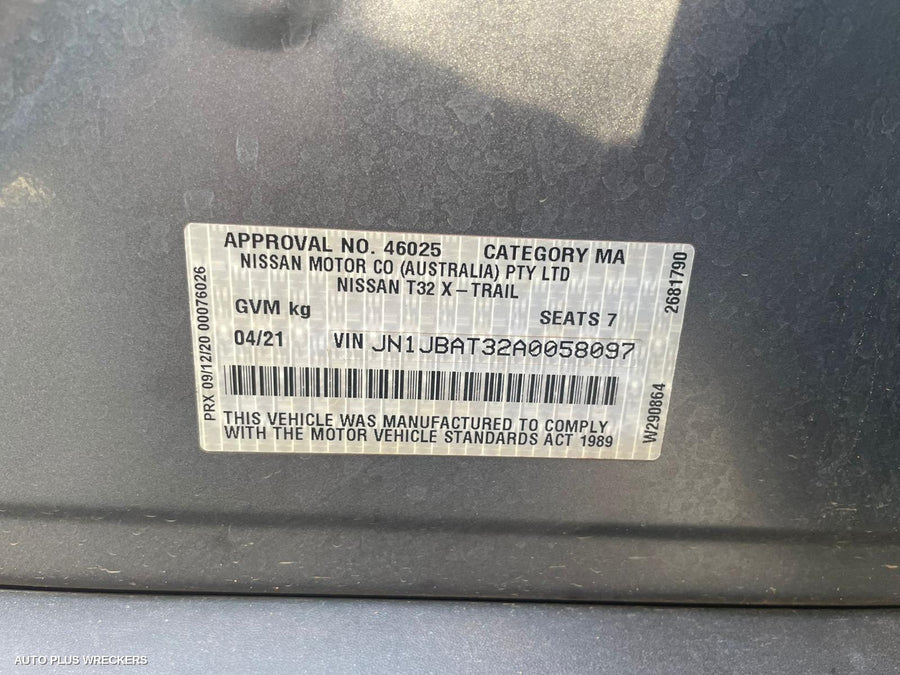 APPROVAL NO. 46025 CATEGORY MA
NISSAN MOTOR CO (AUSTRALIA) PTY LTD
NISSAN T32 X-TRAIL
GVM kg SEATS 7
04/21 VIN JN1JBAT32A0058097
THIS VEHICLE WAS MANUFACTURED TO COMPLY
WITH THE MOTOR VEHICLE STANDARDS ACT 1989
PRX 09/12/20 00076026
2681790
W290864
AUTO PLUS WRECKERS